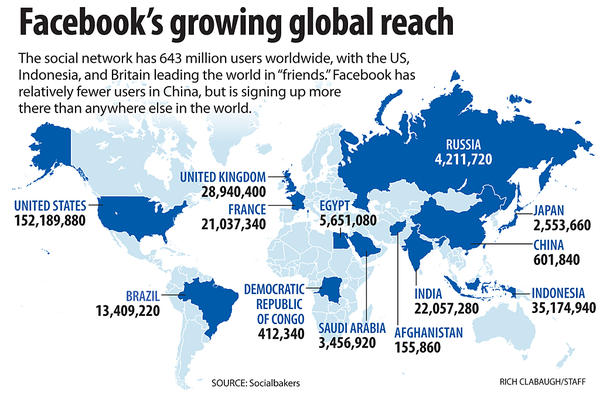 Facebook's growing global reach
The social network has 643 million users worldwide, with the US,
Indonesia, and Britain leading the world in "friends." Facebook has
relatively fewer users in China, but is signing up more
there than anywhere else in the world.
RUSSIA
4,211,720
UNITED KINGDOM
28,940,400
UNITED STATES
152,189,880
FRANCE
21,037,340
EGYPT
5,651,080
JAPAN
2,553,660
CHINA
601,840
BRAZIL
13,409,220
DEMOCRATIC
REPUBLIC
OF CONGO
412,340
SAUDI ARABIA
3,456,920
AFGHANISTAN
155,860
INDIA
22,057,280
INDONESIA
35,174,940
SOURCE: Socialbakers
RICH CLABAUGH/STAFF